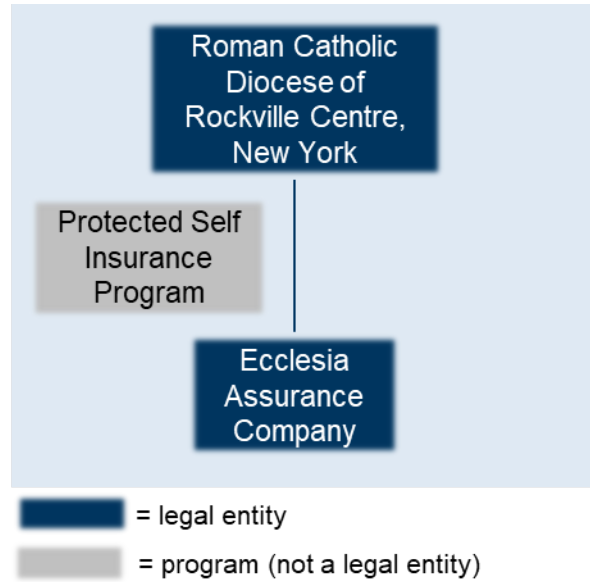 Roman Catholic
Diocese of
Rockville Centre,
New York
Protected Self
Insurance
Program
Ecclesia
Assurance
Company
= legal entity
= program (not a legal entity)